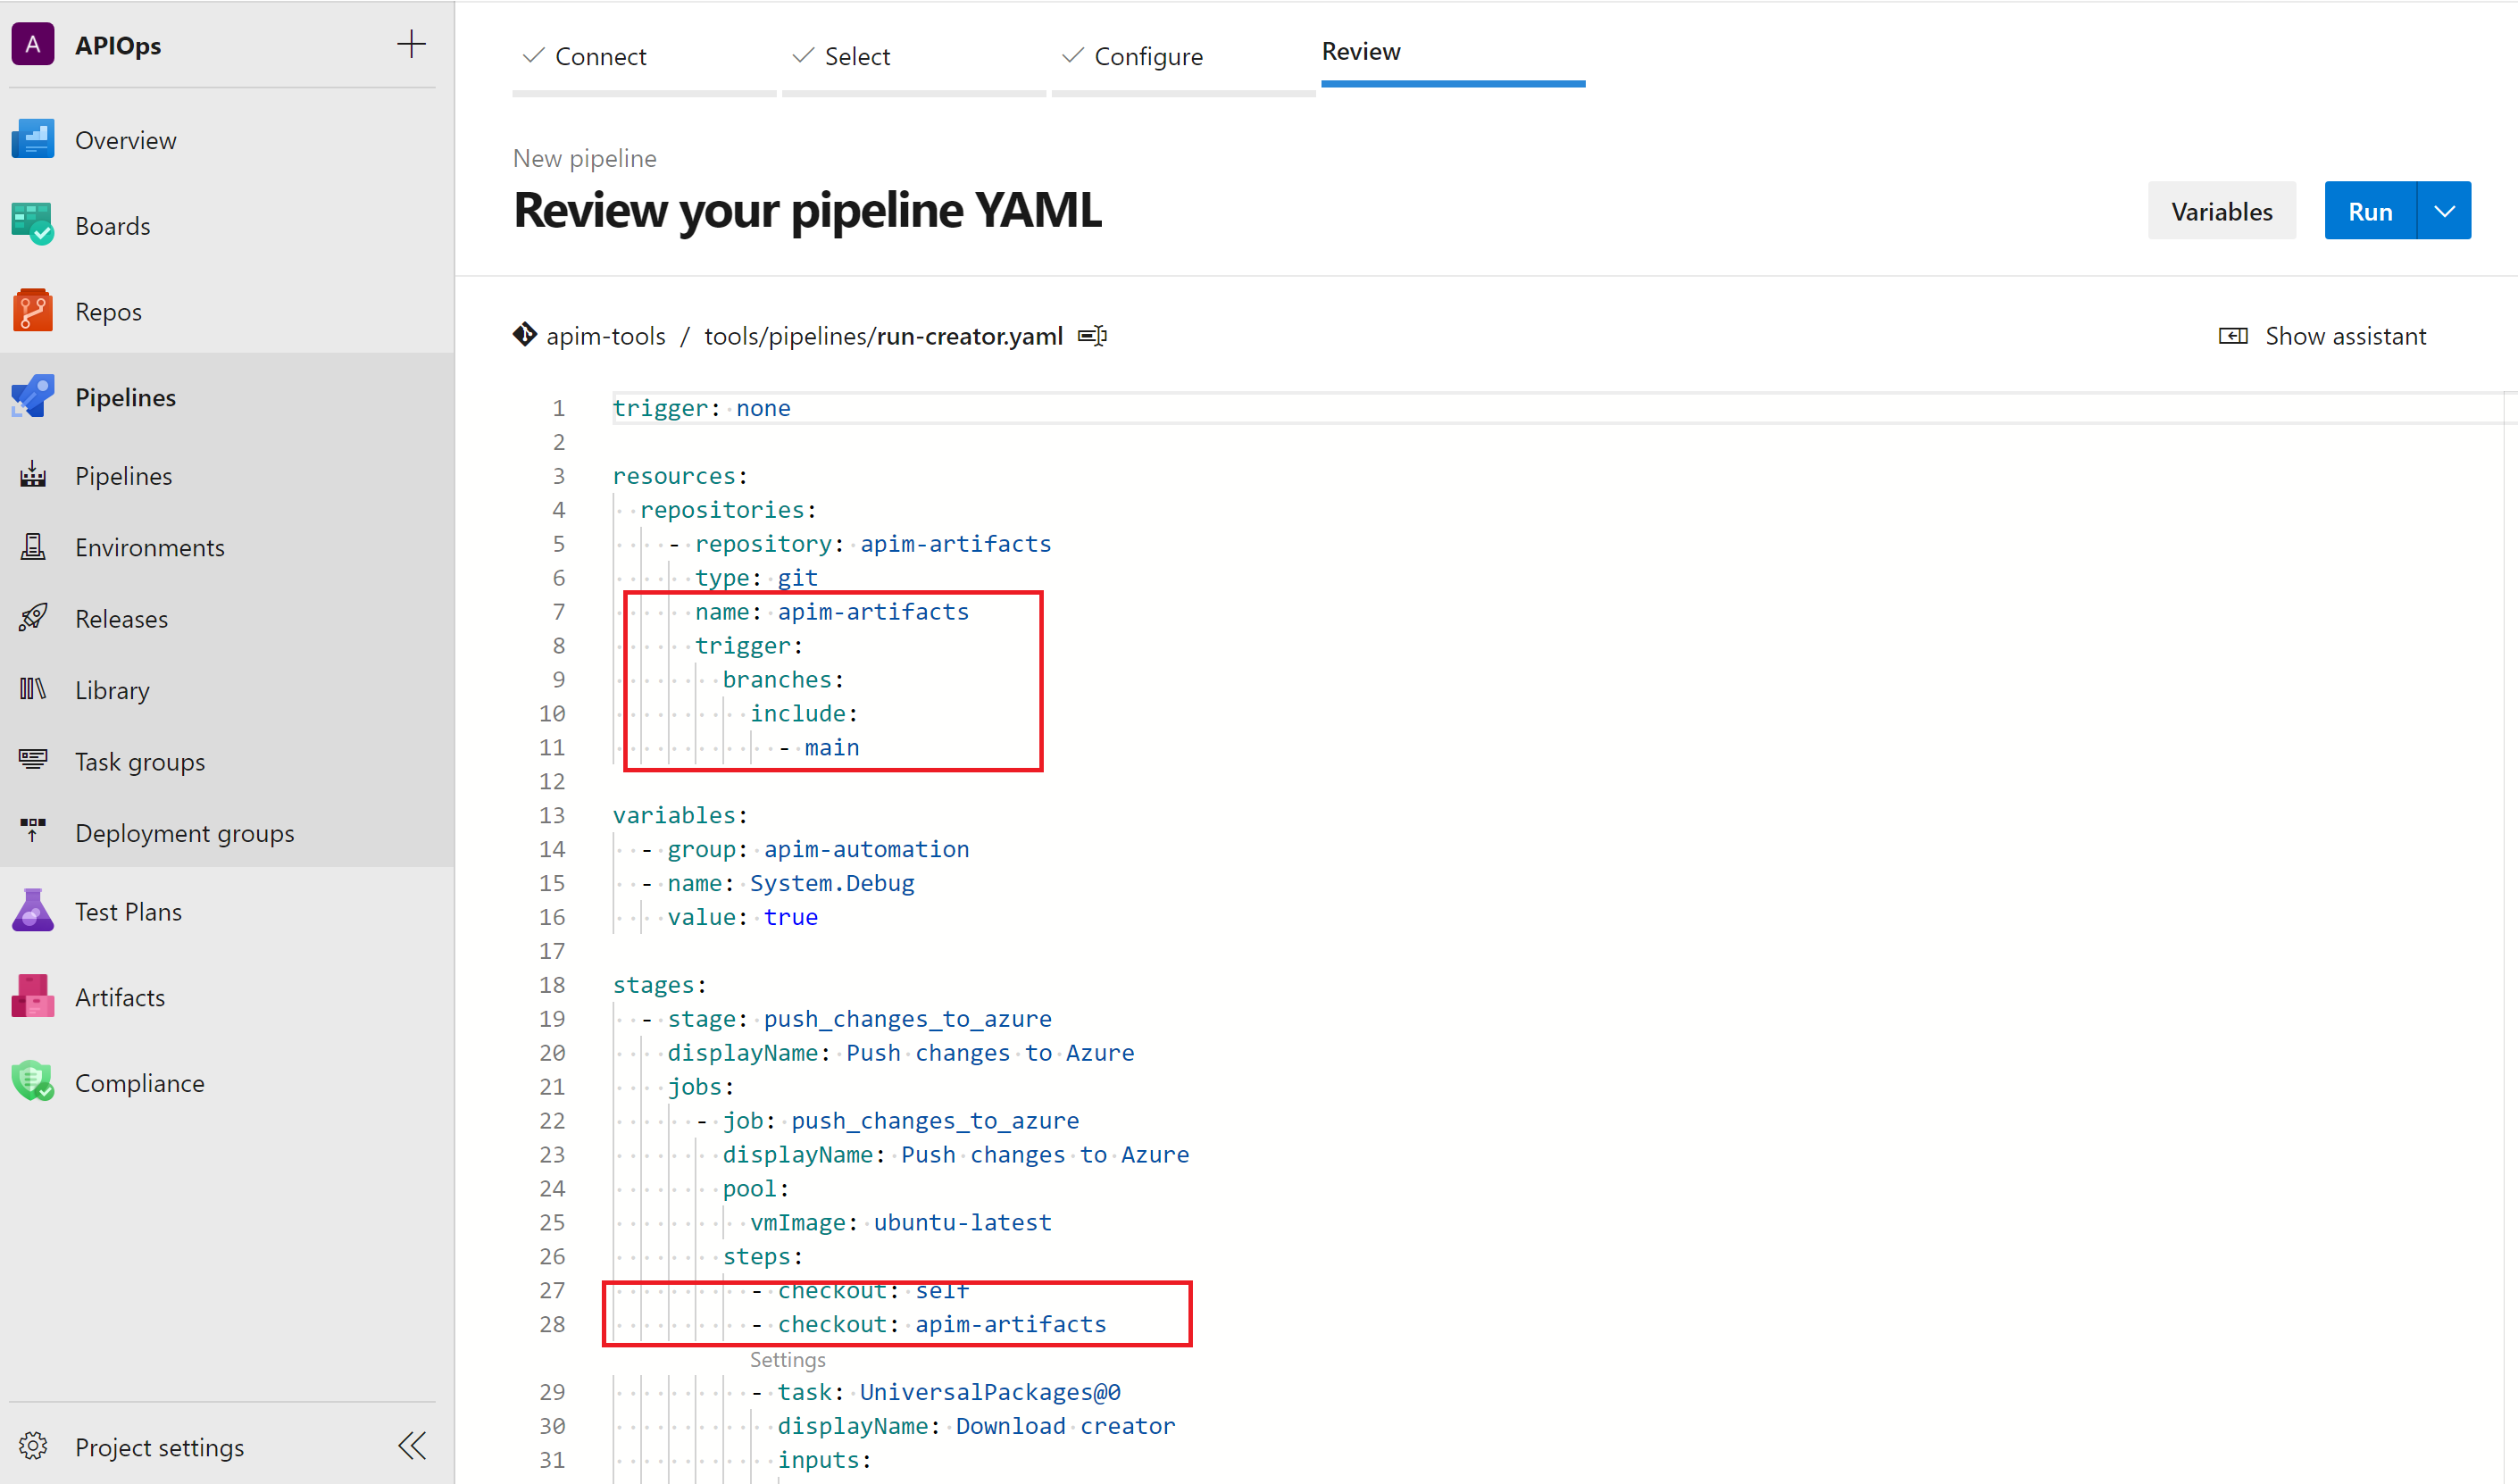 A APIOps
Overview
Boards
Repos
Pipelines
Pipelines
Environments
Releases
Library
Task groups
Deployment groups
Test Plans
Artifacts
Compliance
Project settings
Connect Select Configure Review
New pipeline
Review your pipeline YAML
Variables Run
apim-tools / tools/pipelines/run-creator.yaml
Show assistant
1 trigger: none
2
3 resources:
4   repositories:
5     - repository: apim-artifacts
6       type: git
7       name: apim-artifacts
8       trigger:
9         branches:
10           include:
11             - main
12
13 variables:
14   - group: apim-automation
15   - name: System.Debug
16     value: true
17
18 stages:
19   - stage: push_changes_to_azure
20     displayName: Push changes to Azure
21     jobs:
22       - job: push_changes_to_azure
23         displayName: Push changes to Azure
24         pool:
25           vmImage: ubuntu-latest
26         steps:
27           - checkout: self
28           - checkout: apim-artifacts
Settings
29           - task: UniversalPackages@0
30             displayName: Download creator
31             inputs: